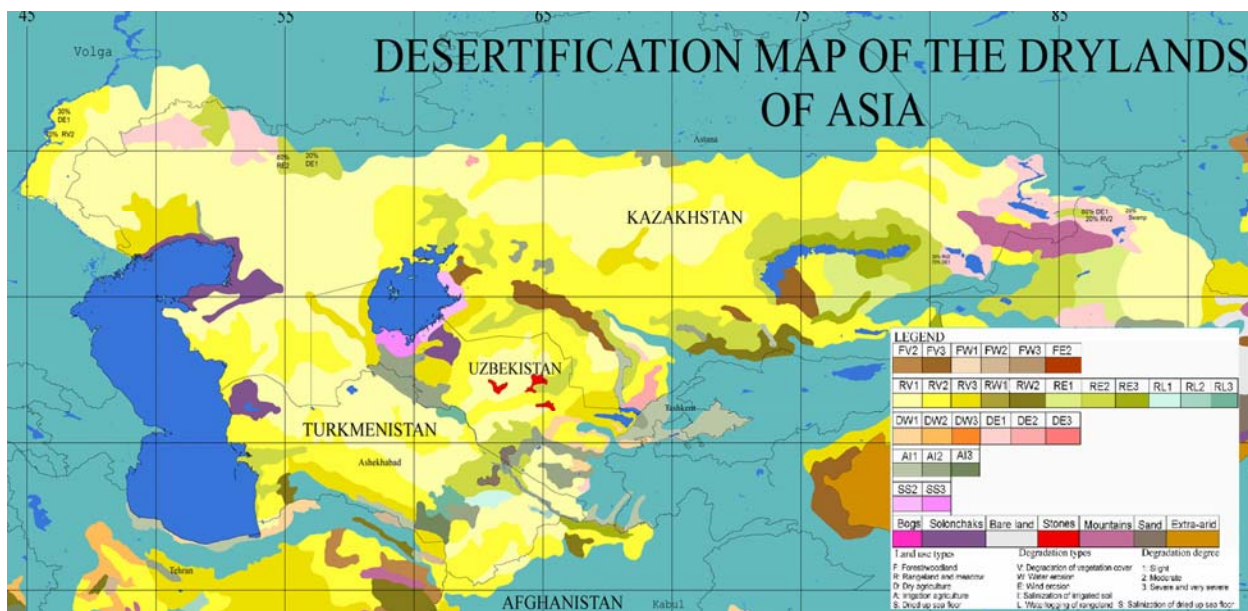 45 55 65 75 85
Volga
DESERTIFICATION MAP OF THE DRYLANDS
OF ASIA
30%
DE1
RV2
80%
RE2
20%
DE1
Astana
KAZAKHSTAN
80% DE1
20% RV2
20%
Swamp
UZBEKISTAN
Tashkent
TURKMENISTAN
Ashekhabad
Tehran
AFGHANISTAN
Kabul
LEGEND
FV2 FV3 FW1 FW2 FW3 FE2
RV1 RV2 RV3 RW1 RW2 RE1 RE2 RE3 RL1 RL2 RL3
DW1 DW2 DW3 DE1 DE2 DE3
AI1 AI2 AI3
SS2 SS3
Bogs Solonchaks Bare land Stones Mountains Sand Extra-arid
Land use types
F: Forestwoodland
R: Rangeland and meadow
D: Dry agriculture
A: Irrigation agriculture
S: Dried up sea floor
Degradation types
V: Degradation of vegetation cover
W: Water erosion
E: Wind erosion
I: Salinization of irrigated soil
L: Water logging of rangeland S: Salinization of dried up sea floor
Degradation degree
1: Slight
2: Moderate
3: Severe and very severe